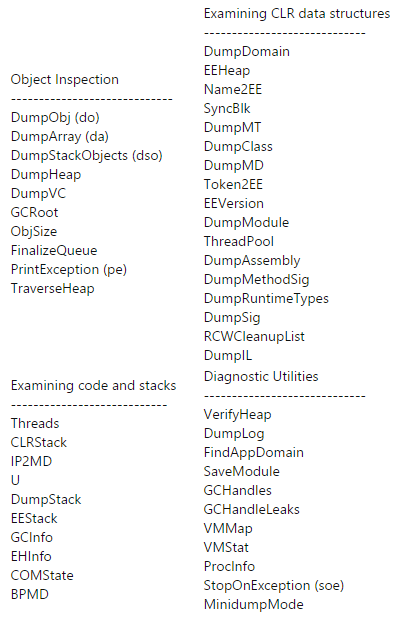 Object Inspection
-----------------------------
DumpObj (do)
DumpArray (da)
DumpStackObjects (dso)
DumpHeap
DumpVC
GCRoot
ObjSize
FinalizeQueue
PrintException (pe)
TraverseHeap
Examining CLR data structures
-----------------------------
DumpDomain
EEHeap
Name2EE
SyncBlk
DumpMT
DumpClass
DumpMD
Token2EE
EEVersion
DumpModule
ThreadPool
DumpAssembly
DumpMethodSig
DumpRuntimeTypes
DumpSig
RCWCleanupList
DumpIL
Examining code and stacks
----------------------------
Threads
CLRStack
IP2MD
U
DumpStack
EEStack
GCInfo
EHInfo
COMState
BPMD
Diagnostic Utilities
-----------------------------
VerifyHeap
DumpLog
FindAppDomain
SaveModule
GCHandles
GCHandleLeaks
VMMap
VMStat
ProcInfo
StopOnException (soe)
MinidumpMode